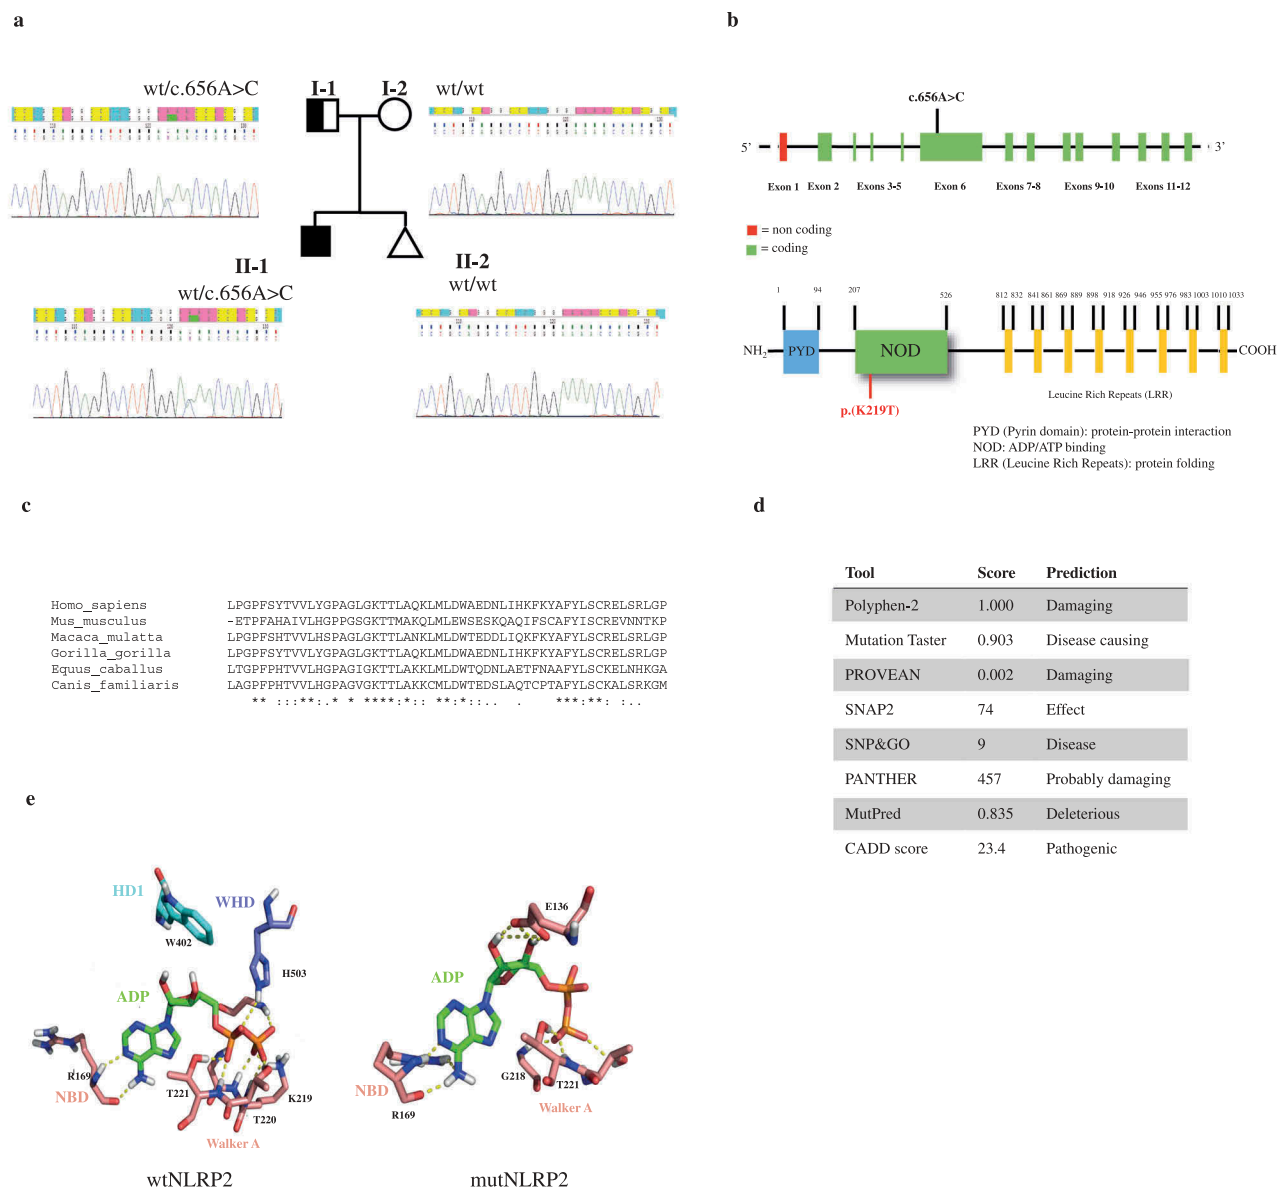 a
wt/c.656A>C
I-1
I-2
wt/wt
II-1
wt/c.656A>C
II-2
wt/wt
b
c.656A>C
5'
3'
Exon 1 Exon 2 Exons 3-5 Exon 6 Exons 7-8 Exons 9-10 Exons 11-12
= non coding
= coding
1 94 207 526 812 832 841 861 869 889 898 918 926 946 955 976 983 1003 1010 1033
NH2 PYD NOD COOH
p.(K219T)
Leucine Rich Repeats (LRR)
PYD (Pyrin domain): protein-protein interaction
NOD: ADP/ATP binding
LRR (Leucine Rich Repeats): protein folding
c
Homo_sapiens LPGPFSYTVVLYGPAGLGKTTLAQKLMLDWAEDNLIHKFKYAFYLSCRELSRLGP
Mus_musculus -ETPFAHAIVLHGPPGSGKTTMAKQLMLEWSESKQAQIFSCAFYISCREVNNTKP
Macaca_mulatta LPGPFSHTVVLHGPAGLGKTTLANKLMLDWTEDDLIQKFKYAFYLSCRELSRLGP
Gorilla_gorilla LPGPFSYTVVLYGPAGLGKTTLAQKLMLDWAEDNLIHKFKYAFYLSCRELSRLGP
Equus_caballus LTGPFPHTVVLHGPAGIGKTTLAKKLMLDWTQDNLAETFNAAFYLSCKELNHKGA
Canis_familiaris LAGPFPHTVVLHGPAGVGKTTLAKKCMLDWTEDSLAQTCPTAFYLSCKALSRKGM
** :::**:.* * ****:*:: **:*::.. . ***:**: :..
d
Tool Score Prediction
Polyphen-2 1.000 Damaging
Mutation Taster 0.903 Disease causing
PROVEAN 0.002 Damaging
SNAP2 74 Effect
SNP&GO 9 Disease
PANTHER 457 Probably damaging
MutPred 0.835 Deleterious
CADD score 23.4 Pathogenic
e
HD1
W402
WHD
H503
ADP
R169
NBD
T221
T220
K219
Walker A
wtNLRP2
E136
ADP
G218
T221
NBD
R169
Walker A
mutNLRP2